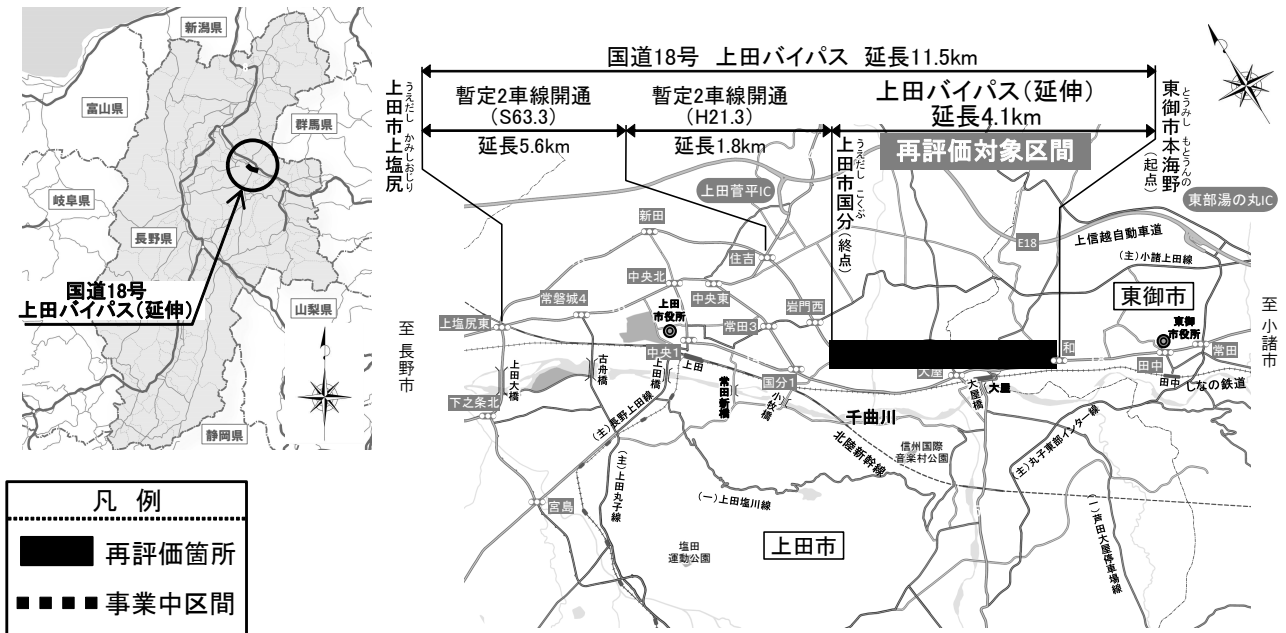 新潟県
富山県
群馬県
岐阜県
長野県
山梨県
静岡県
国道18号
上田バイパス(延伸)
凡例
再評価箇所
事業中区間
国道18号 上田バイパス 延長11.5km
暫定2車線開通
(S63.3)
延長5.6km
暫定2車線開通
(H21.3)
延長1.8km
上田バイパス(延伸)
延長4.1km
再評価対象区間
上田市上塩尻
うえだし かみしおじり
上田市国分(終点)
うえだし こくぶ
東御市本海野
とうみし もとうんの
(起点)
上田菅平IC
東部湯の丸IC
新田
住吉
E18
上信越自動車道
(主)小諸上田線
中央北
中央東
常磐城4
岩門西
上田
市役所
常田3
上塩尻東
東御市
東御
市役所
至長野市
至小諸市
中央1
上田
国分1
大屋
和
田中
常田
上田大橋
古舟橋
上田橋
常田新橋
小牧橋
大屋橋
大屋
田中
しなの鉄道
下之条北
(主)長野上田線
千曲川
北陸新幹線
信州国際
音楽村公園
(主)丸子東部インター線
(主)上田丸子線
(一)上田塩川線
(一)芦田大屋停車場線
宮島
塩田
運動公園
上田市